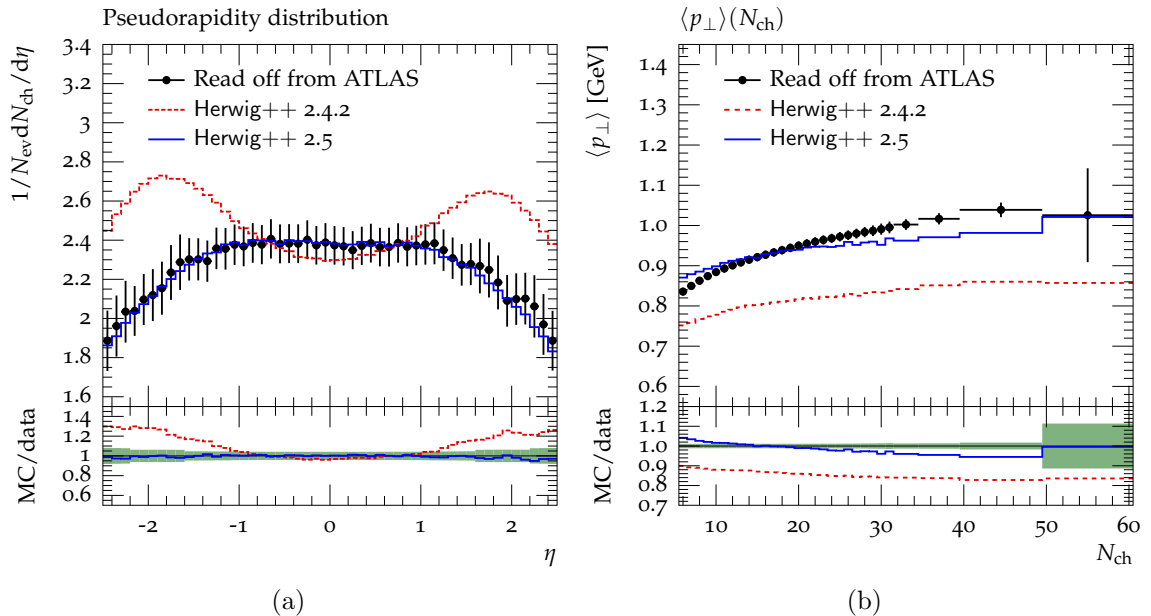 Pseudorapidity distribution
1/N_ev dN_ch/dη
3.4
3.2
3
2.8
2.6
2.4
2.2
2
1.8
1.6
Read off from ATLAS
Herwig++ 2.4.2
Herwig++ 2.5
MC/data
1.4
1.2
1
0.8
0.6
-2
-1
0
1
2
η
(a)
⟨p⊥⟩(N_ch)
⟨p⊥⟩ [GeV]
1.4
1.3
1.2
1.1
1.0
0.9
0.8
0.7
0.6
Read off from ATLAS
Herwig++ 2.4.2
Herwig++ 2.5
MC/data
1.2
1.1
1.0
0.9
0.8
0.7
10
20
30
40
50
60
N_ch
(b)